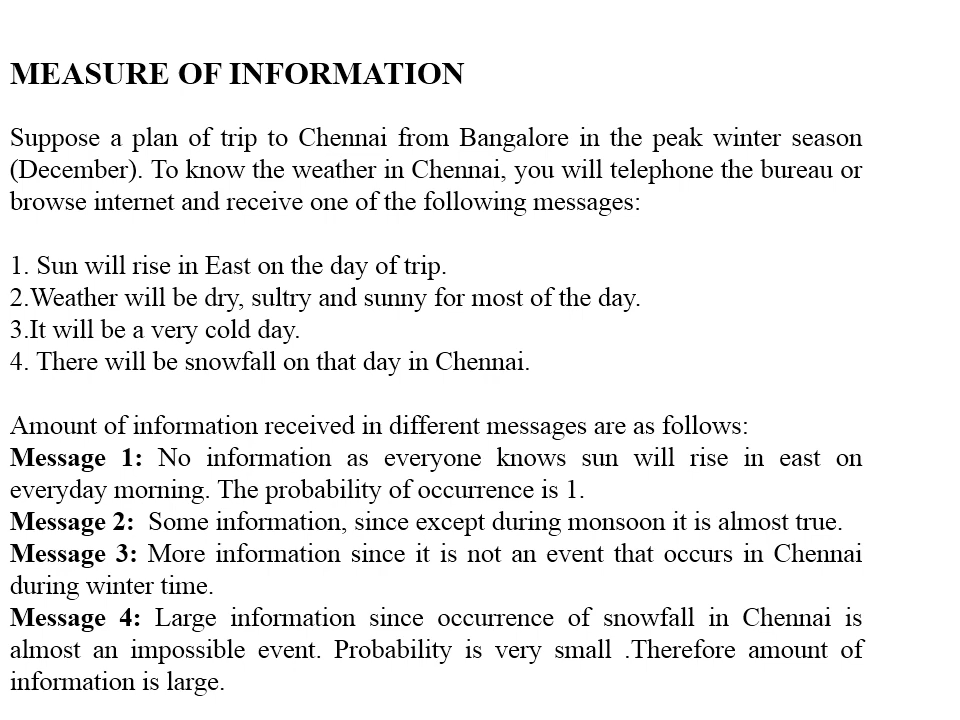 MEASURE OF INFORMATION
Suppose a plan of trip to Chennai from Bangalore in the peak winter season
(December). To know the weather in Chennai, you will telephone the bureau or
browse internet and receive one of the following messages:
1. Sun will rise in East on the day of trip.
2.Weather will be dry, sultry and sunny for most of the day.
3.It will be a very cold day.
4. There will be snowfall on that day in Chennai.
Amount of information received in different messages are as follows:
Message 1: No information as everyone knows sun will rise in east on
everyday morning. The probability of occurrence is 1.
Message 2:  Some information, since except during monsoon it is almost true.
Message 3: More information since it is not an event that occurs in Chennai
during winter time.
Message 4: Large information since occurrence of snowfall in Chennai is
almost an impossible event. Probability is very small .Therefore amount of
information is large.